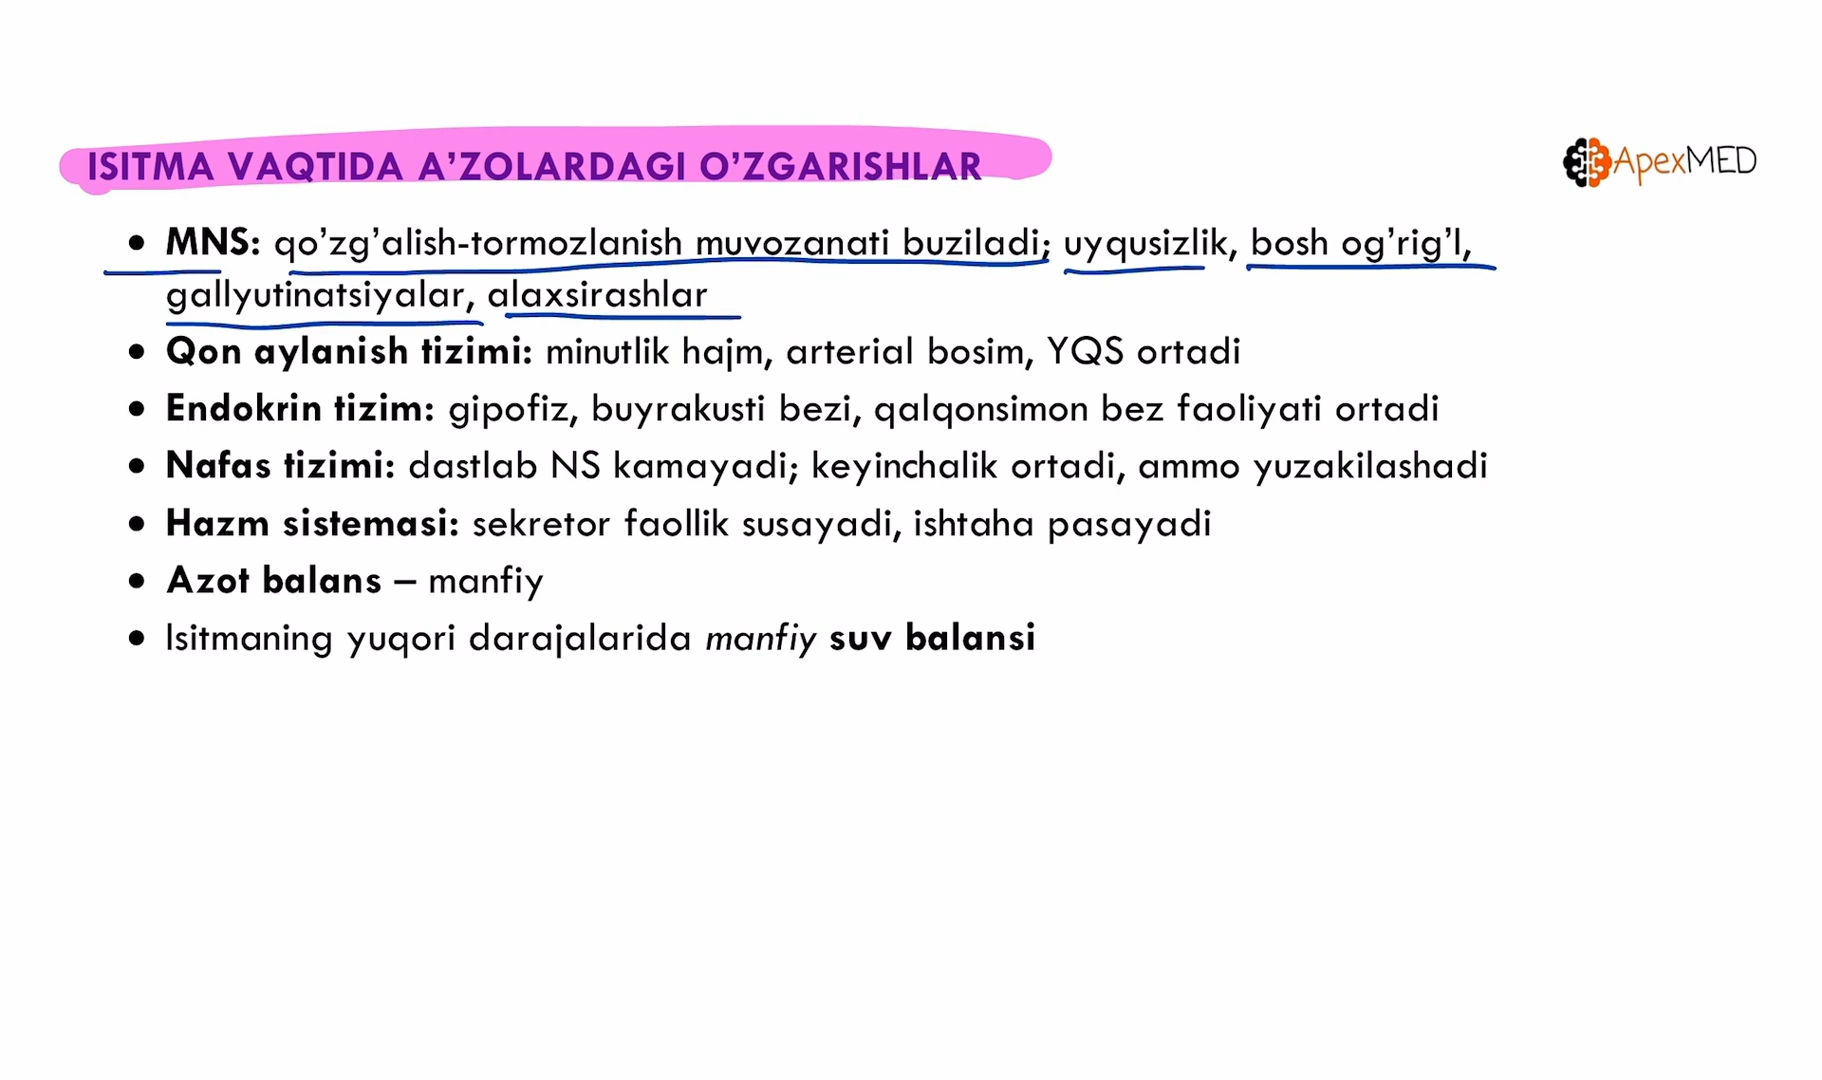 ISITMA VAQTIDA A’ZOLARDAGI O’ZGARISHLAR
ApexMED
• MNS: qo’zg’alish-tormozlanish muvozanati buziladi; uyqusizlik, bosh og’rig’l,
gallyutinatsiyalar, alaxsirashlar
• Qon aylanish tizimi: minutlik hajm, arterial bosim, YQS ortadi
• Endokrin tizim: gipofiz, buyrakusti bezi, qalqonsimon bez faoliyati ortadi
• Nafas tizimi: dastlab NS kamayadi; keyinchalik ortadi, ammo yuzakilashadi
• Hazm sistemasi: sekretor faollik susayadi, ishtaha pasayadi
• Azot balans – manfiy
• Isitmaning yuqori darajalarida manfiy suv balansi